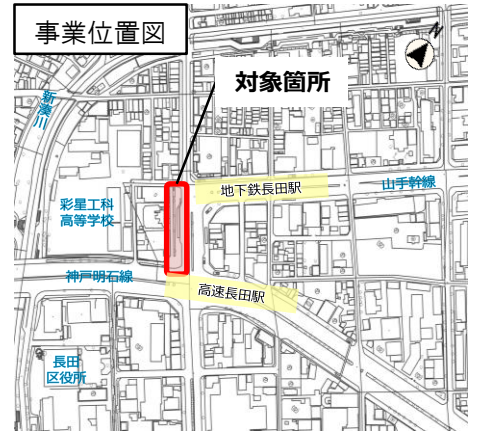 事業位置図
N
対象箇所
新湊川
地下鉄長田駅
山手幹線
彩星工科
高等学校
神戸明石線
高速長田駅
長田
区役所